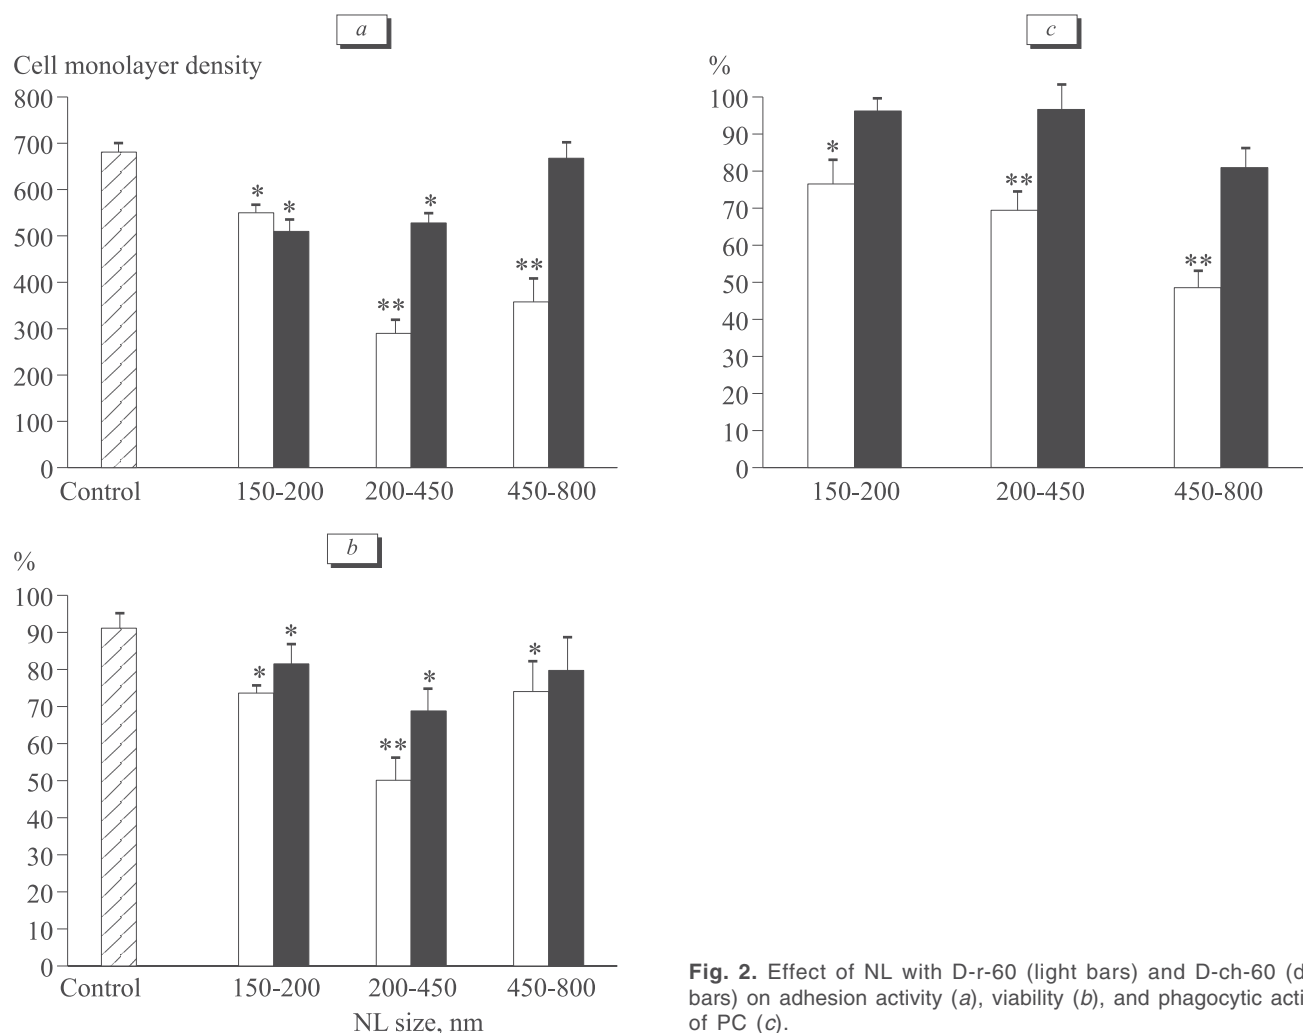 a
Cell monolayer density
800
700
600
500
400
300
200
100
0
* * ** * **
Control 150-200 200-450 450-800
c
%
100
90
80
70
60
50
40
30
20
10
0
* ** **
150-200 200-450 450-800
b
%
100
90
80
70
60
50
40
30
20
10
0
* * ** * *
Control 150-200 200-450 450-800
NL size, nm
Fig. 2. Effect of NL with D-r-60 (light bars) and D-ch-60 (d
bars) on adhesion activity (a), viability (b), and phagocytic acti
of PC (c).